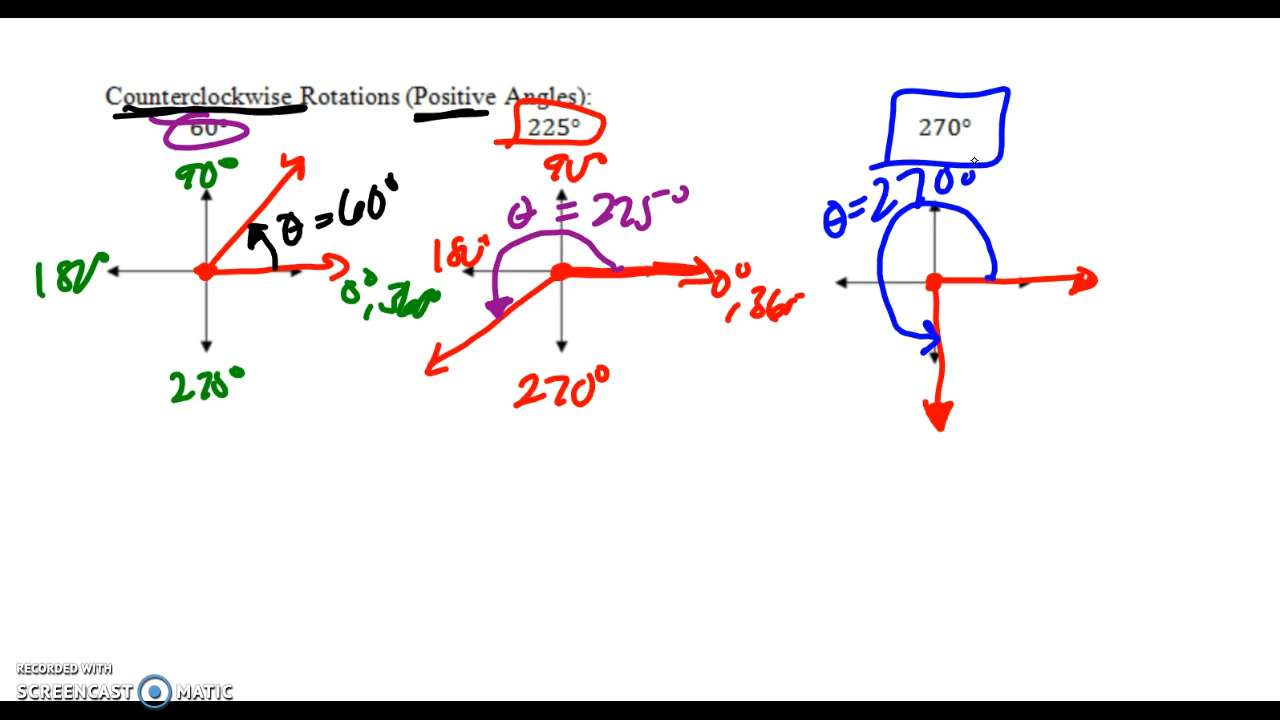 Counterclockwise Rotations (Positive Angles):
60° 225° 270°
90° 90°
θ = 60° θ = 225° θ = 270°
180° 0°, 360° 180° 0°, 360°
270° 270°
RECORDED WITH
SCREENCAST MATIC